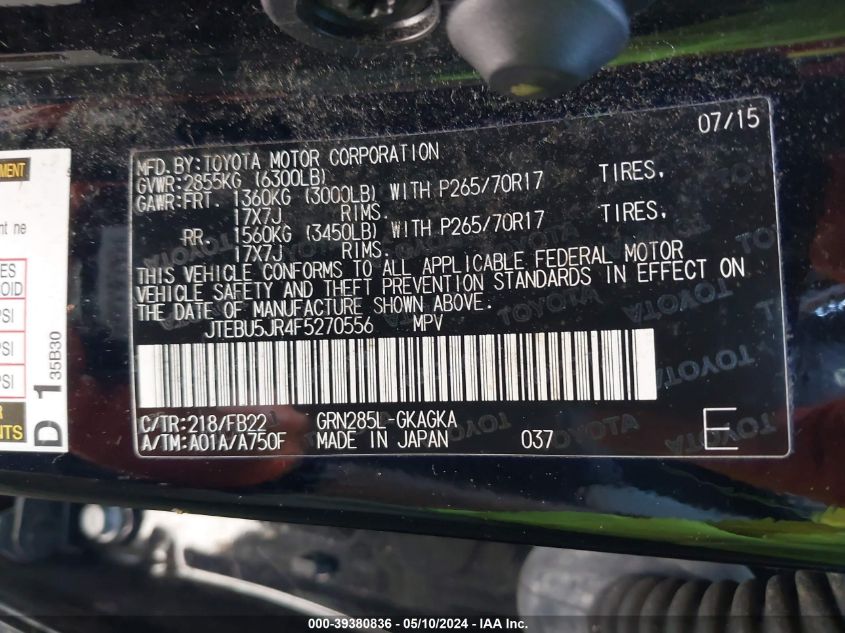 07/15
MFD.BY:TOYOTA MOTOR CORPORATION
GVWR:2855KG (6300LB)
GAWR:FRT. 1360KG (3000LB) WITH P265/70R17 TIRES,
17X7J RIMS.
RR. 1560KG (3450LB) WITH P265/70R17 TIRES,
17X7J RIMS.
THIS VEHICLE CONFORMS TO ALL APPLICABLE FEDERAL MOTOR
VEHICLE SAFETY AND THEFT PREVENTION STANDARDS IN EFFECT ON
THE DATE OF MANUFACTURE SHOWN ABOVE.
JTEBU5JR4F5270556 MPV
C/TR:218/FB22 GRN285L-GKAGKA
A/TM:A01A/A750F MADE IN JAPAN 037 E
TOYOTA
D 1
35B30
000-39380836 - 05/10/2024 - IAA Inc.